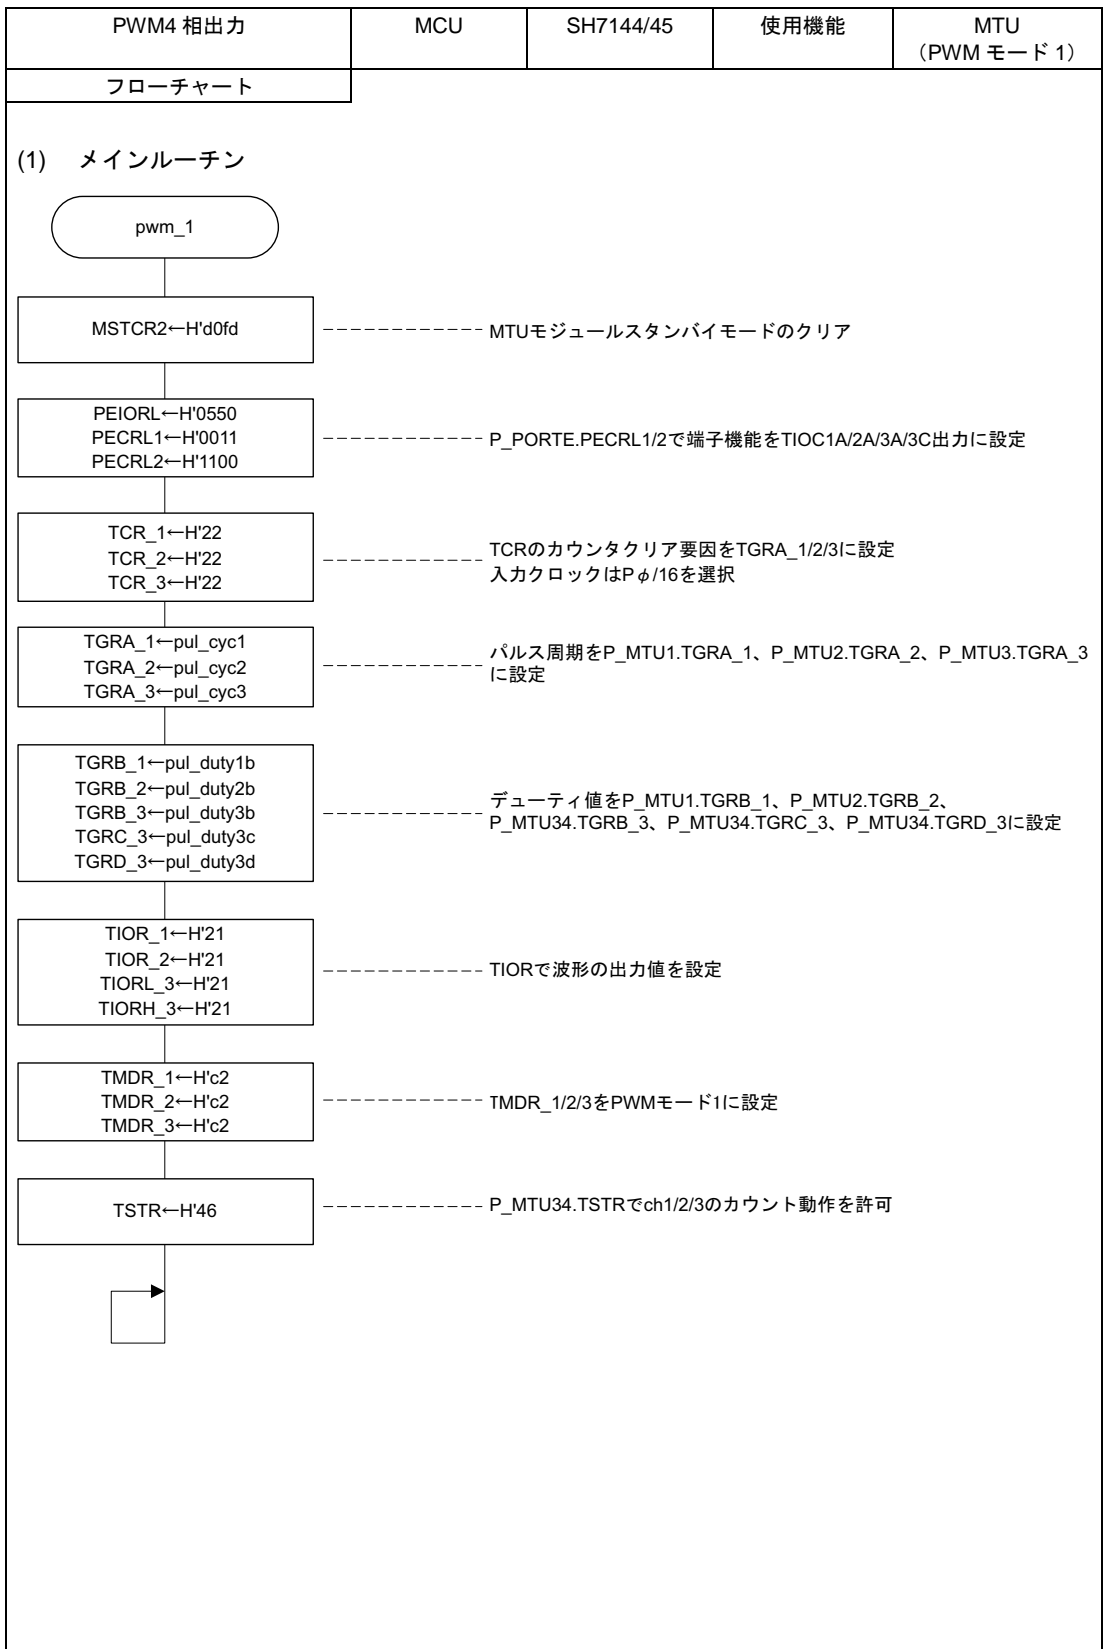 PWM4 相出力
MCU
SH7144/45
使用機能
MTU
（PWM モード 1）
フローチャート
(1) メインルーチン
pwm_1
MSTCR2←H'd0fd
MTUモジュールスタンバイモードのクリア
PEIORL←H'0550
PECRL1←H'0011
PECRL2←H'1100
P_PORTE.PECRL1/2で端子機能をTIOC1A/2A/3A/3C出力に設定
TCR_1←H'22
TCR_2←H'22
TCR_3←H'22
TCRのカウンタクリア要因をTGRA_1/2/3に設定
入力クロックはPφ/16を選択
TGRA_1←pul_cyc1
TGRA_2←pul_cyc2
TGRA_3←pul_cyc3
パルス周期をP_MTU1.TGRA_1、P_MTU2.TGRA_2、P_MTU3.TGRA_3
に設定
TGRB_1←pul_duty1b
TGRB_2←pul_duty2b
TGRB_3←pul_duty3b
TGRC_3←pul_duty3c
TGRD_3←pul_duty3d
デューティ値をP_MTU1.TGRB_1、P_MTU2.TGRB_2、
P_MTU34.TGRB_3、P_MTU34.TGRC_3、P_MTU34.TGRD_3に設定
TIOR_1←H'21
TIOR_2←H'21
TIORL_3←H'21
TIORH_3←H'21
TIORで波形の出力値を設定
TMDR_1←H'c2
TMDR_2←H'c2
TMDR_3←H'c2
TMDR_1/2/3をPWMモード1に設定
TSTR←H'46
P_MTU34.TSTRでch1/2/3のカウント動作を許可